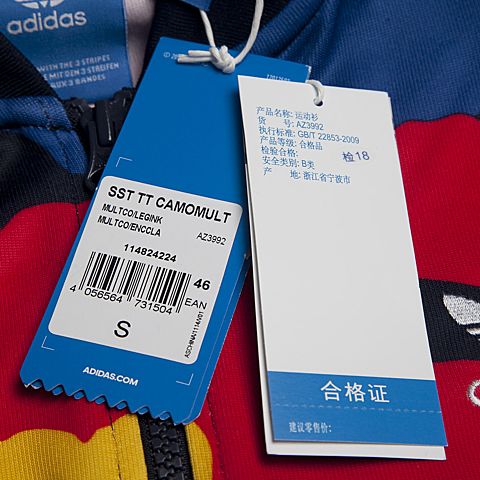 adidas
WITH THE 3 STRIPES
MIT DEN 3 STREIFEN
AUX 3 BANDES
SST TT CAMOMULT
MULTCO/LEGINK
MULTCO/ENCCLA
AZ3992
114824224
46
4 056564 731504
EAN
S
ASCHINA/1114/V01
ADIDAS.COM
产品名称: 运动衫
货 号: AZ3992
执行标准: GB/T 22853-2009
产品等级: 合格品
检验合格: 检18
安全类别: B类
产 地: 浙江省宁波市
合格证
建议零售价: